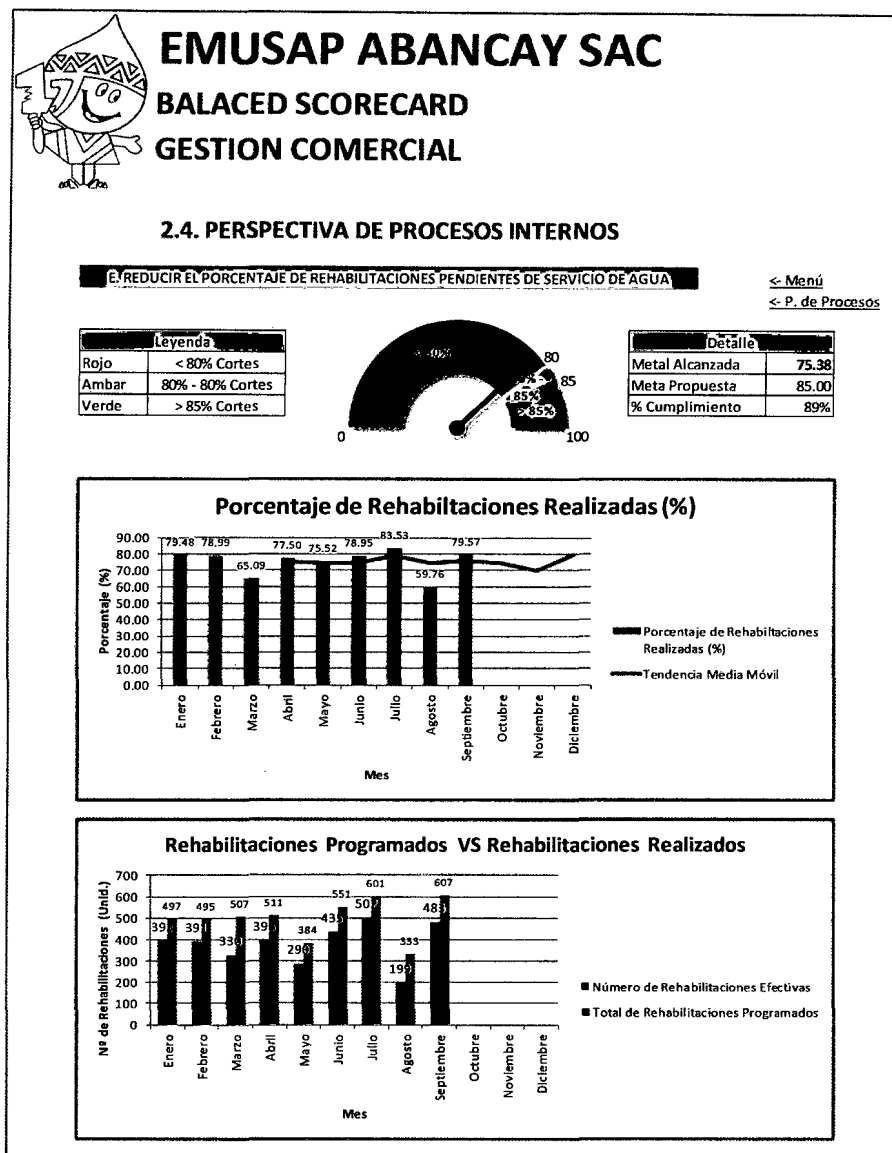 EMUSAP ABANCAY SAC
BALACED SCORECARD
GESTION COMERCIAL
2.4. PERSPECTIVA DE PROCESOS INTERNOS
E. REDUCIR EL PORCENTAJE DE REHABILITACIONES PENDIENTES DE SERVICIO DE AGUA
<- Menú
<- P. de Procesos
Leyenda
Rojo < 80% Cortes
Ambar 80% - 80% Cortes
Verde > 85% Cortes
0
80
85
85%
> 85%
100
Detalle
Metal Alcanzada 75.38
Meta Propuesta 85.00
% Cumplimiento 89%
Porcentaje de Rehabiltaciones Realizadas (%)
Porcentaje (%)
90.00
80.00
70.00
60.00
50.00
40.00
30.00
20.00
10.00
0.00
79.48 78.99 65.09 77.50 75.52 78.95 83.53 59.76 79.57
Enero Febrero Marzo Abril Mayo Junio Julio Agosto Septiembre Octubre Noviembre Diciembre
Mes
Porcentaje de Rehabiltaciones
Realizadas (%)
Tendencia Media Móvil
Rehabilitaciones Programados VS Rehabilitaciones Realizados
Nº de Rehabilitaciones (Unid.)
700
600
500
400
300
200
100
0
497 495 507 511 384 551 601 333 607
391 330 290 435 199 483
Enero Febrero Marzo Abril Mayo Junio Julio Agosto Septiembre Octubre Noviembre Diciembre
Mes
Número de Rehabilitaciones Efectivas
Total de Rehabilitaciones Programados